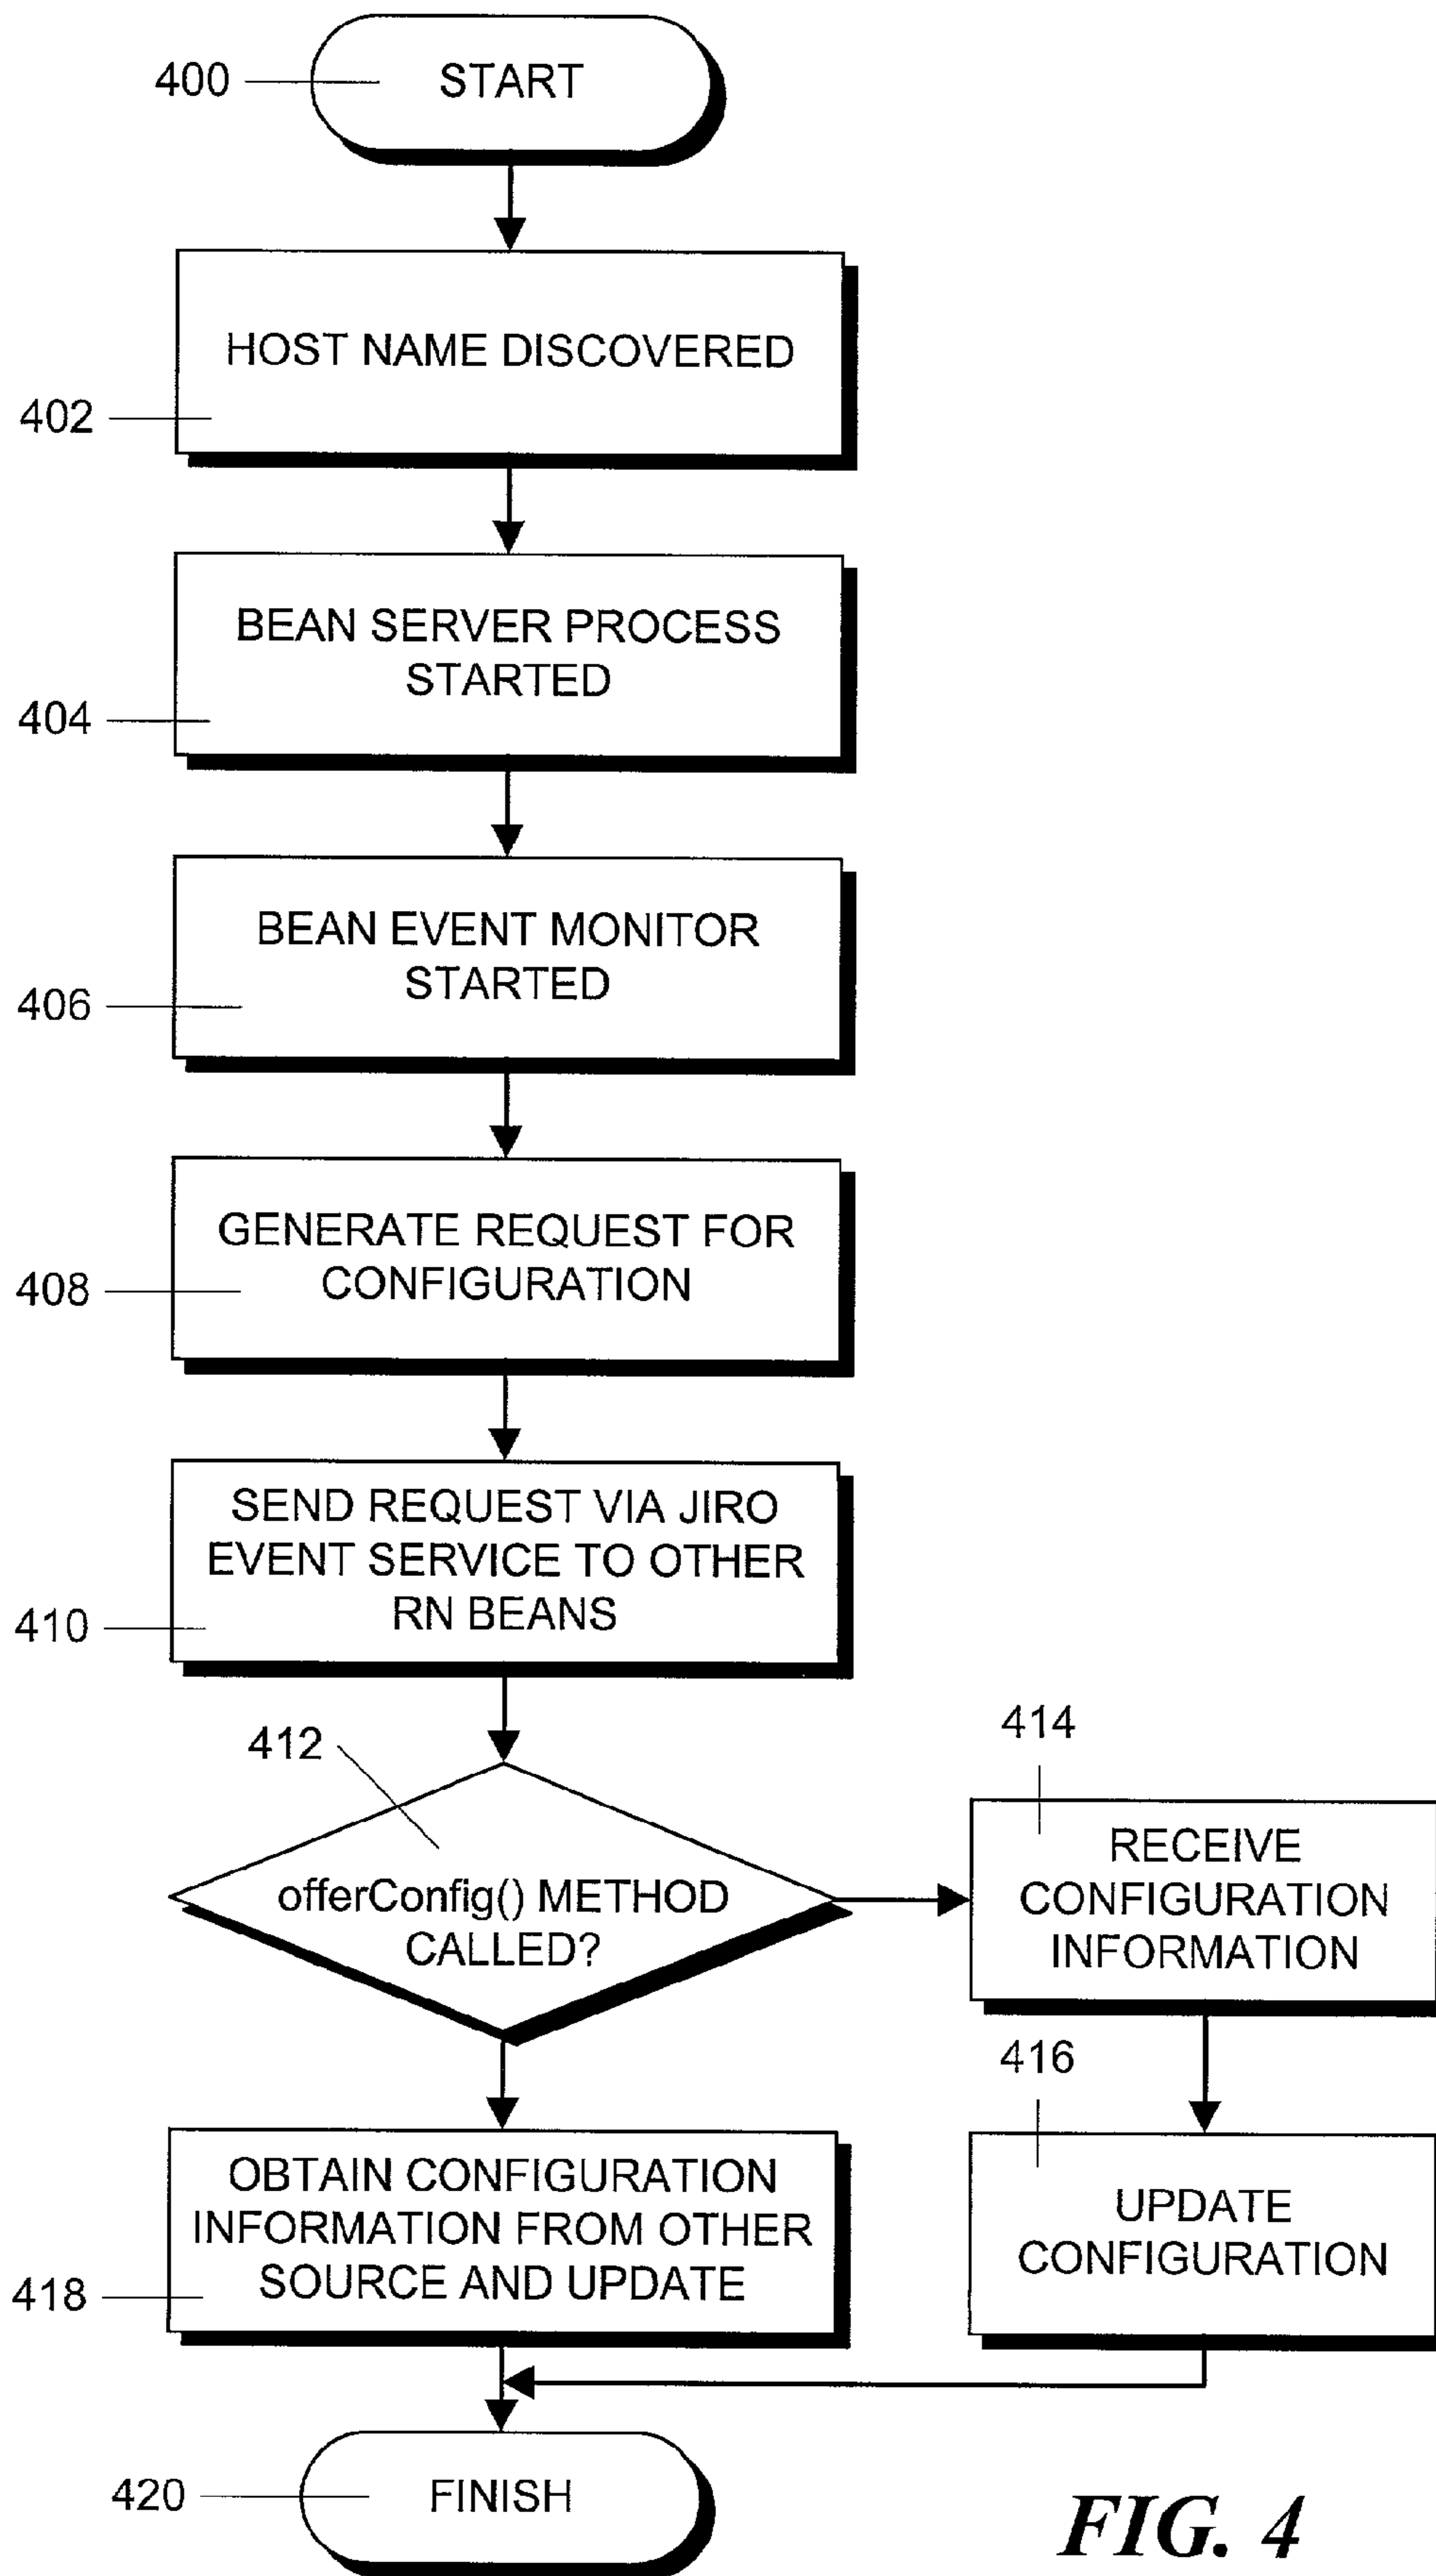 400
START
HOST NAME DISCOVERED
402
BEAN SERVER PROCESS
STARTED
404
BEAN EVENT MONITOR
STARTED
406
GENERATE REQUEST FOR
CONFIGURATION
408
SEND REQUEST VIA JIRO
EVENT SERVICE TO OTHER
RN BEANS
410
412
offerConfig() METHOD
CALLED?
414
RECEIVE
CONFIGURATION
INFORMATION
416
UPDATE
CONFIGURATION
OBTAIN CONFIGURATION
INFORMATION FROM OTHER
SOURCE AND UPDATE
418
420
FINISH
FIG. 4